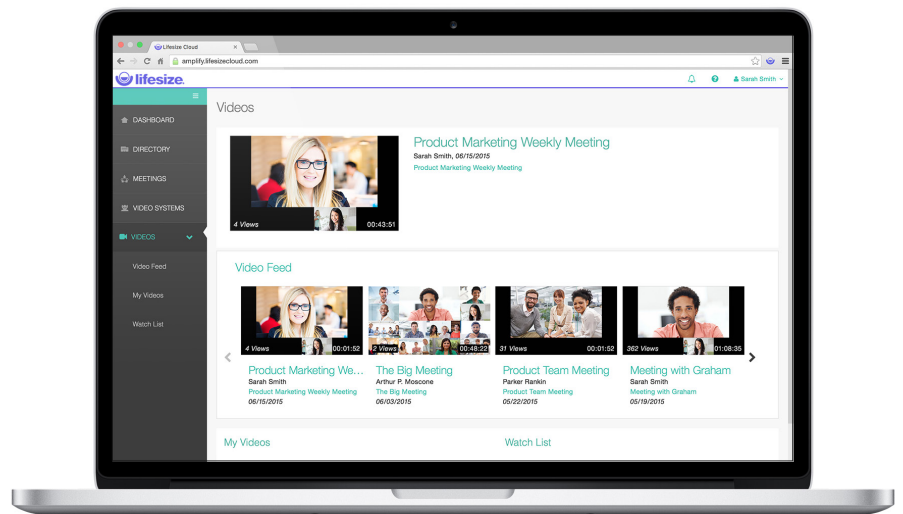 Lifesize Cloud
amplify.lifesizecloud.com
lifesize.
Sarah Smith
DASHBOARD
DIRECTORY
MEETINGS
VIDEO SYSTEMS
VIDEOS
Video Feed
My Videos
Watch List
Videos
4 Views
00:43:51
Product Marketing Weekly Meeting
Sarah Smith, 06/15/2015
Product Marketing Weekly Meeting
Video Feed
4 Views 00:01:52
Product Marketing We...
Sarah Smith
Product Marketing Weekly Meeting
06/15/2015
2 Views 00:48:22
The Big Meeting
Arthur P. Moscone
The Big Meeting
06/03/2015
31 Views 00:01:52
Product Team Meeting
Parker Rankin
Product Team Meeting
05/22/2015
362 Views 01:08:35
Meeting with Graham
Sarah Smith
Meeting with Graham
05/19/2015
My Videos
Watch List